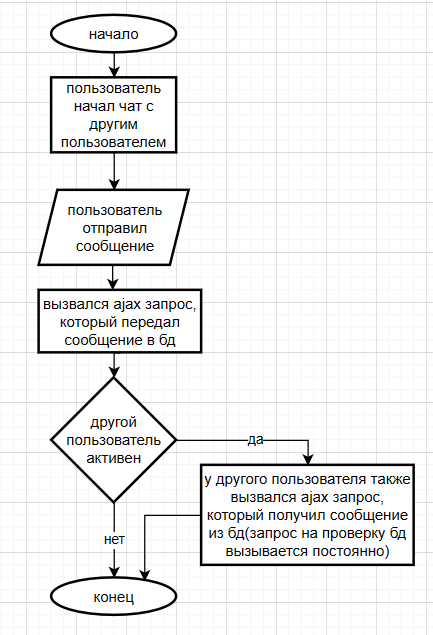 начало
пользователь
начал чат с
другим
пользователем
пользователь
отправил
сообщение
вызвался ajax запрос,
который передал
сообщение в бд
другой
пользователь
активен
да
у другого пользователя также
вызвался ajax запрос,
который получил сообщение
из бд(запрос на проверку бд
вызывается постоянно)
нет
конец